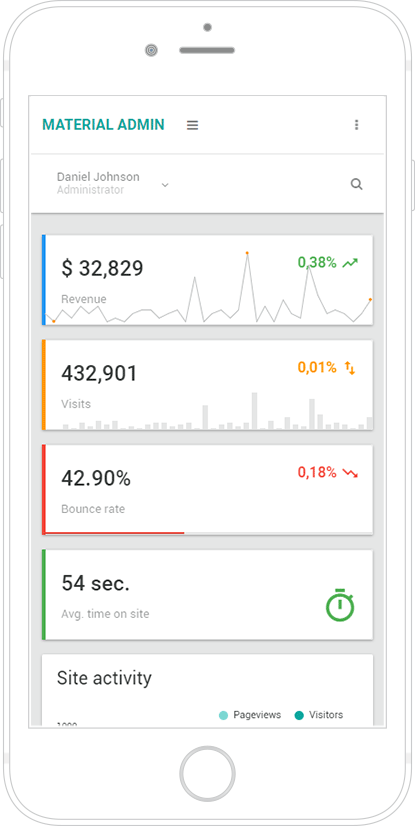 MATERIAL ADMIN
Daniel Johnson
Administrator
$ 32,829
0,38%
Revenue
432,901
0,01%
Visits
42.90%
0,18%
Bounce rate
54 sec.
Avg. time on site
Site activity
Pageviews
Visitors